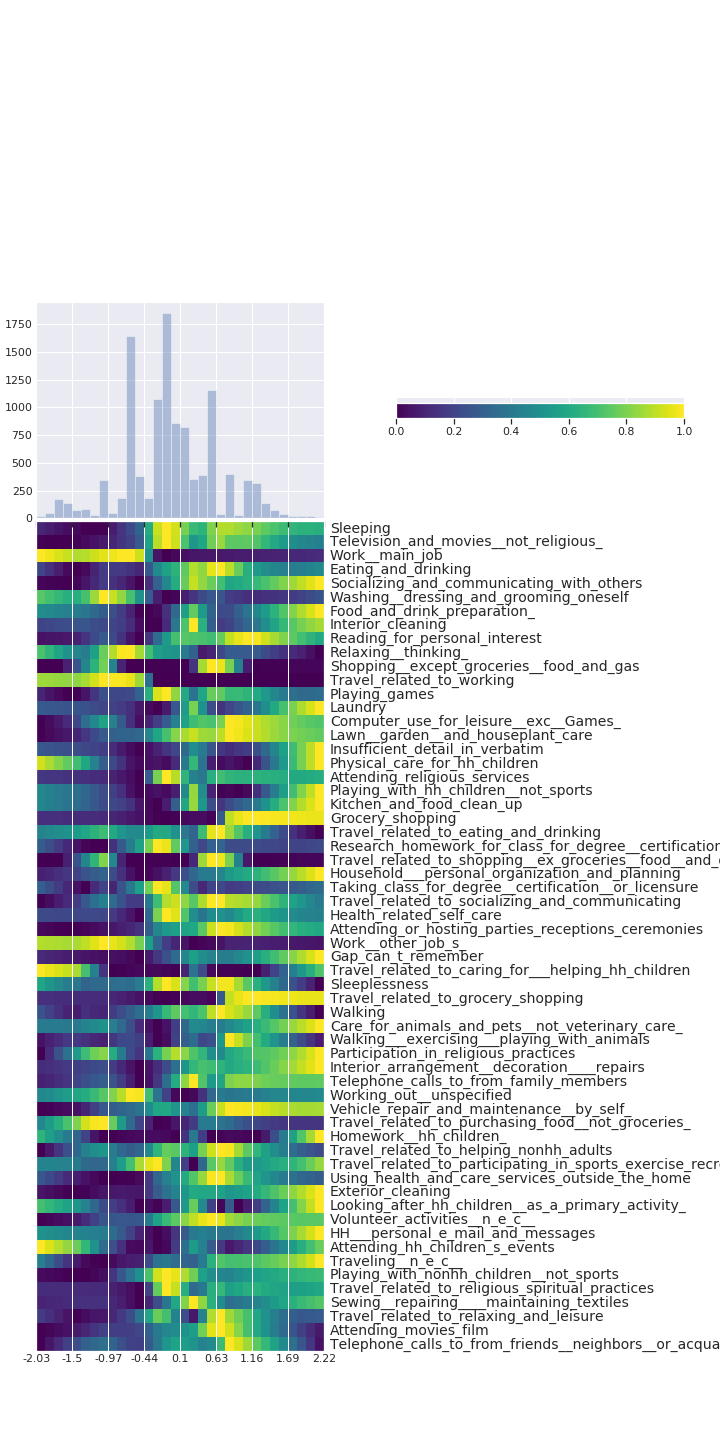 1750
1500
1250
1000
750
500
250
0
0.0 0.2 0.4 0.6 0.8 1.0
Sleeping
Television_and_movies__not_religious_
Work__main_job
Eating_and_drinking
Socializing_and_communicating_with_others
Washing__dressing_and_grooming_oneself
Food_and_drink_preparation_
Interior_cleaning
Reading_for_personal_interest
Relaxing__thinking_
Shopping__except_groceries__food_and_gas
Travel_related_to_working
Playing_games
Laundry
Computer_use_for_leisure__exc__Games_
Lawn__garden__and_houseplant_care
Insufficient_detail_in_verbatim
Physical_care_for_hh_children
Attending_religious_services
Playing_with_hh_children__not_sports
Kitchen_and_food_clean_up
Grocery_shopping
Travel_related_to_eating_and_drinking
Research_homework_for_class_for_degree__certification
Travel_related_to_shopping__ex_groceries__food__and_
Household___personal_organization_and_planning
Taking_class_for_degree__certification__or_licensure
Travel_related_to_socializing_and_communicating
Health_related_self_care
Attending_or_hosting_parties_receptions_ceremonies
Work__other_job_s_
Gap_can_t_remember
Travel_related_to_caring_for___helping_hh_children
Sleeplessness
Travel_related_to_grocery_shopping
Walking
Care_for_animals_and_pets__not_veterinary_care_
Walking___exercising___playing_with_animals
Participation_in_religious_practices
Interior_arrangement__decoration____repairs
Telephone_calls_to_from_family_members
Working_out__unspecified
Vehicle_repair_and_maintenance__by_self_
Travel_related_to_purchasing_food__not_groceries_
Homework__hh_children_
Travel_related_to_helping_nonhh_adults
Travel_related_to_participating_in_sports_exercise_recr
Using_health_and_care_services_outside_the_home
Exterior_cleaning
Looking_after_hh_children__as_a_primary_activity_
Volunteer_activities__n_e_c__
HH___personal_e_mail_and_messages
Attending_hh_children_s_events
Traveling__n_e_c__
Playing_with_nonhh_children__not_sports
Travel_related_to_religious_spiritual_practices
Sewing__repairing____maintaining_textiles
Travel_related_to_relaxing_and_leisure
Attending_movies_film
Telephone_calls_to_from_friends__neighbors__or_acqua
-2.03 -1.5 -0.97 -0.44 0.1 0.63 1.16 1.69 2.22